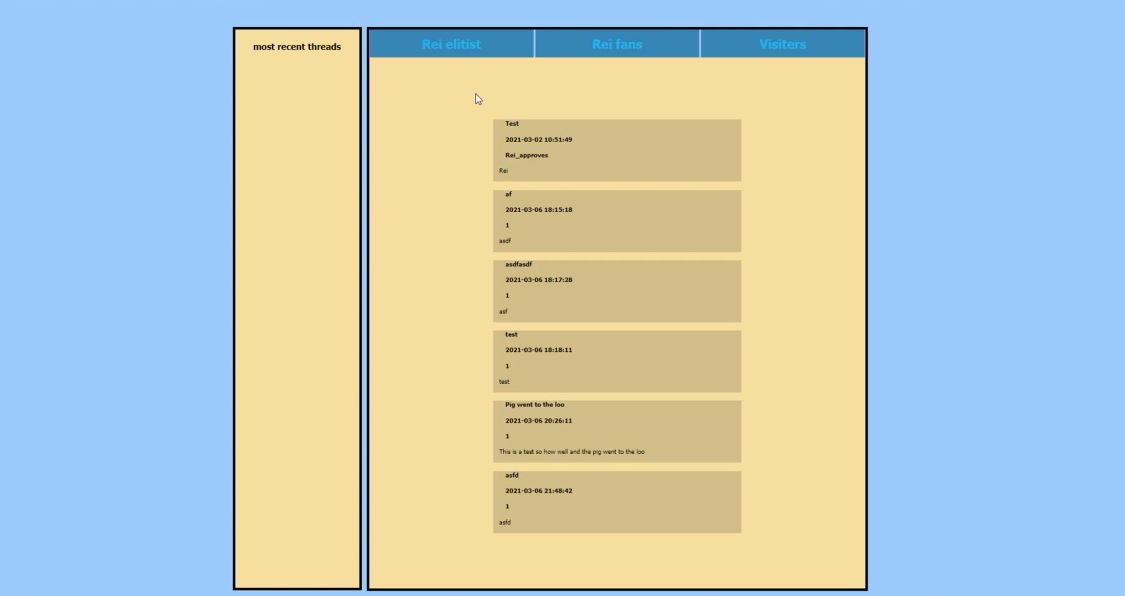 most recent threads
Rei elitist
Rei fans
Visiters
Test
2021-03-02 10:51:49
Rei_approves
Rei
af
2021-03-06 18:15:18
1
asdf
asdfasdf
2021-03-06 18:17:28
1
asf
test
2021-03-06 18:18:11
1
test
Pig went to the loo
2021-03-06 20:26:11
1
This is a test so how well and the pig went to the loo
asfd
2021-03-06 21:48:42
1
asfd